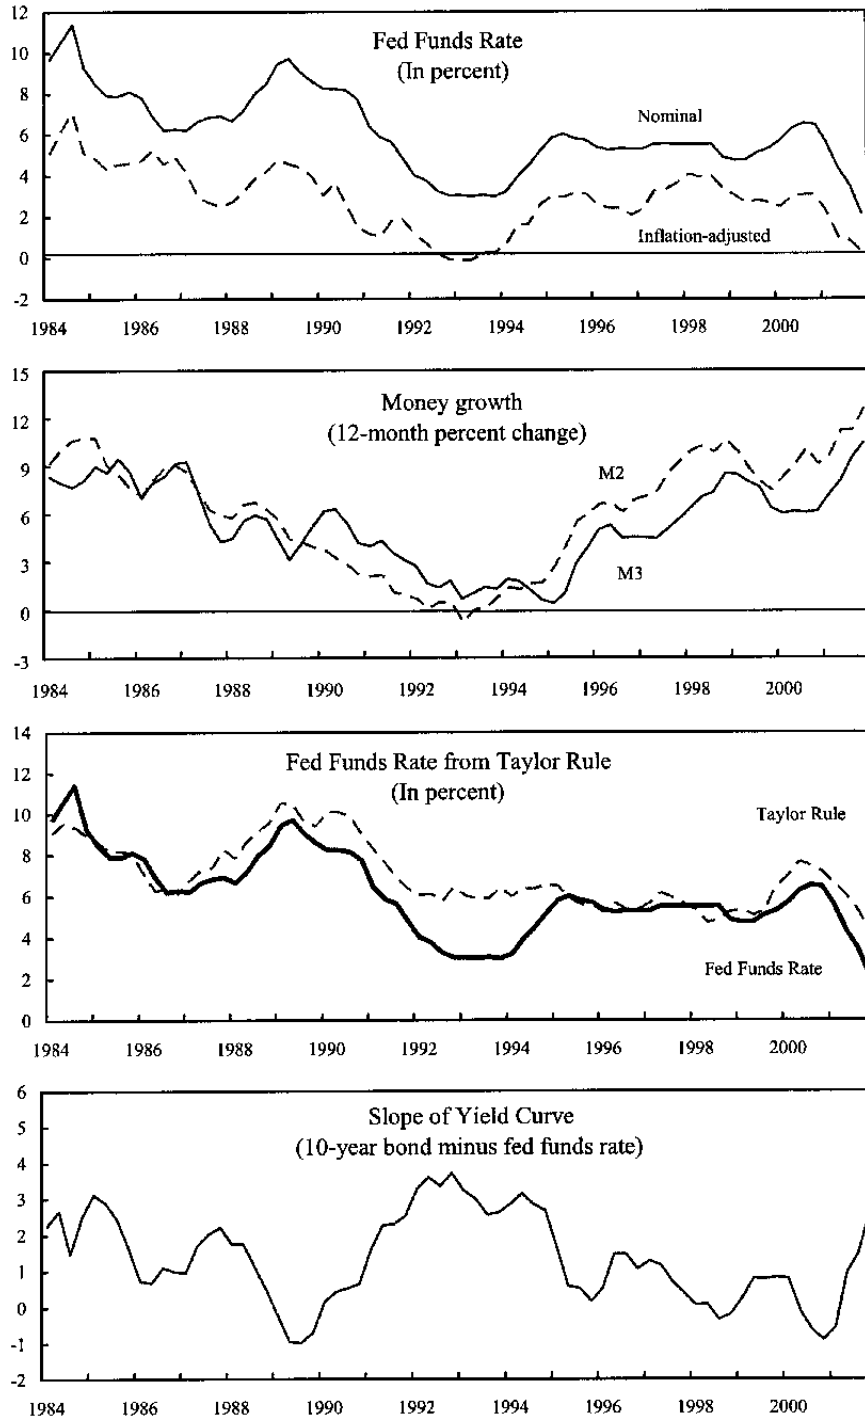 12
Fed Funds Rate
(In percent)
10
8
Nominal
6
4
2
Inflation-adjusted
0
-2
1984 1986 1988 1990 1992 1994 1996 1998 2000
15
Money growth
(12-month percent change)
12
9
M2
6
3
M3
0
-3
1984 1986 1988 1990 1992 1994 1996 1998 2000
14
Fed Funds Rate from Taylor Rule
(In percent)
12
10
Taylor Rule
8
6
4
Fed Funds Rate
2
0
1984 1986 1988 1990 1992 1994 1996 1998 2000
6
Slope of Yield Curve
(10-year bond minus fed funds rate)
5
4
3
2
1
0
-1
-2
1984 1986 1988 1990 1992 1994 1996 1998 2000